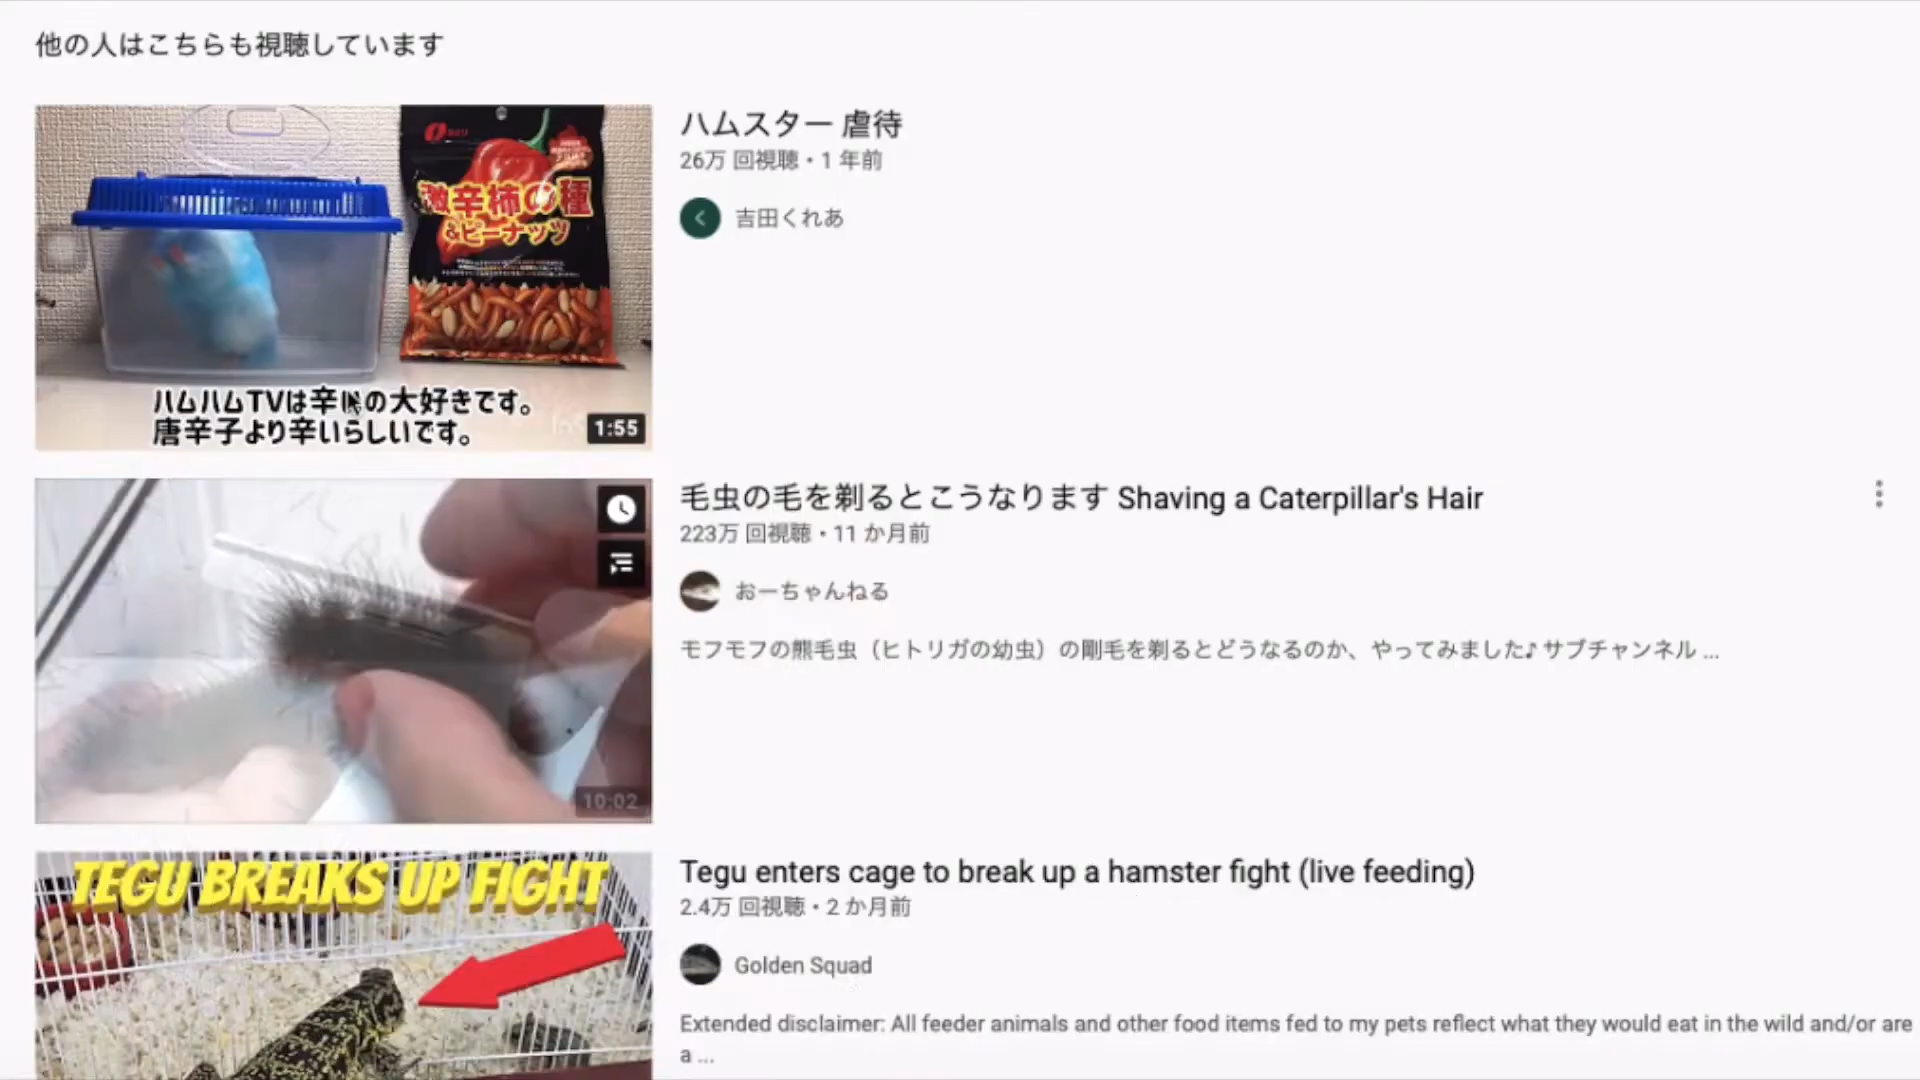 他の人はこちらも視聴しています
激辛柿の種
&ピーナッツ
ハムハムTVは辛いの大好きです。
唐辛子より辛いらしいです。
1:55
ハムスター 虐待
26万 回視聴・1 年前
吉田くれあ
10:02
毛虫の毛を剃るとこうなります Shaving a Caterpillar's Hair
223万 回視聴・11 か月前
おーちゃんねる
モフモフの熊毛虫（ヒトリガの幼虫）の剛毛を剃るとどうなるのか、やってみました♪ サブチャンネル ...
TEGU BREAKS UP FIGHT
Tegu enters cage to break up a hamster fight (live feeding)
2.4万 回視聴・2 か月前
Golden Squad
Extended disclaimer: All feeder animals and other food items fed to my pets reflect what they would eat in the wild and/or are
a ...